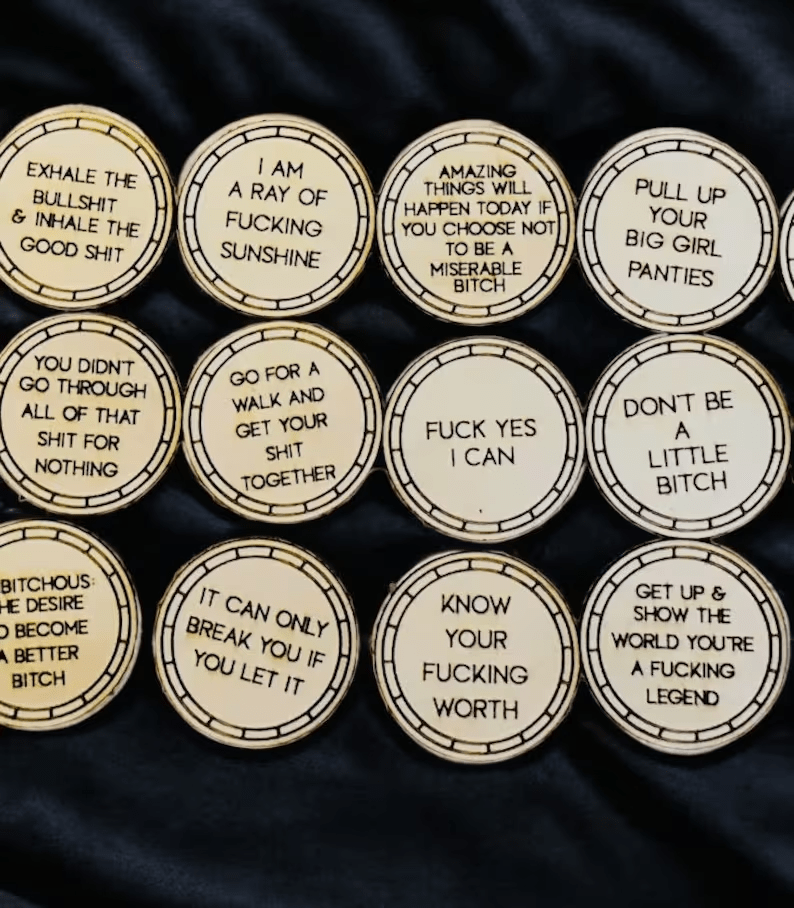 EXHALE THE
BULLSHIT
& INHALE THE
GOOD SHIT
I AM
A RAY OF
FUCKING
SUNSHINE
AMAZING
THINGS WILL
HAPPEN TODAY IF
YOU CHOOSE NOT
TO BE A
MISERABLE
BITCH
PULL UP
YOUR
BIG GIRL
PANTIES
YOU DIDN'T
GO THROUGH
ALL OF THAT
SHIT FOR
NOTHING
GO FOR A
WALK AND
GET YOUR
SHIT
TOGETHER
FUCK YES
I CAN
DON'T BE
A
LITTLE
BITCH
BITCHOUS:
HE DESIRE
O BECOME
A BETTER
BITCH
IT CAN ONLY
BREAK YOU IF
YOU LET IT
KNOW
YOUR
FUCKING
WORTH
GET UP &
SHOW THE
WORLD YOU'RE
A FUCKING
LEGEND